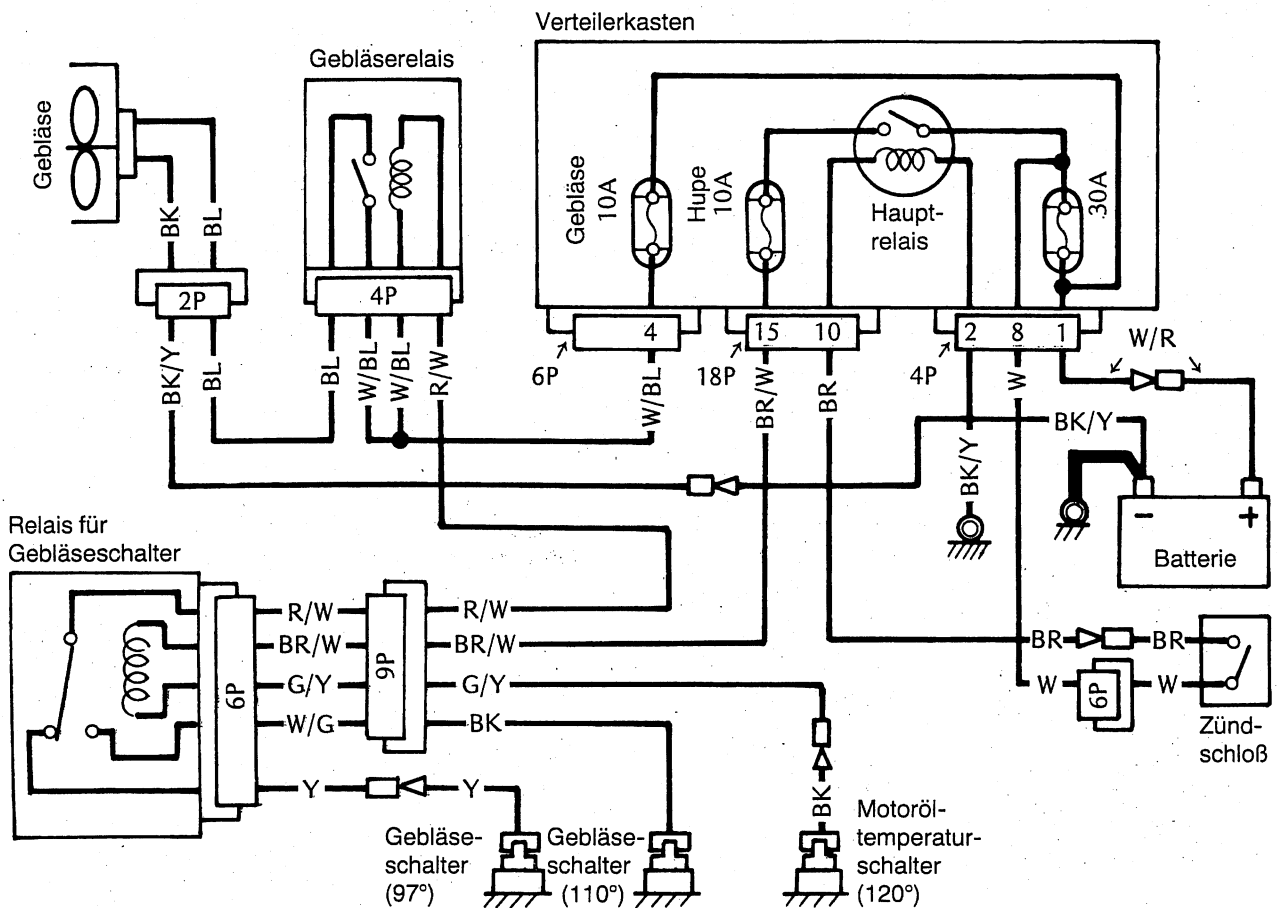 Verteilerkasten
Gebläserelais
Gebläse
Gebläse
10A
Hupe
10A
Haupt-
relais
30A
BK
BL
2P
4P
4
15
10
2
8
1
6P
18P
4P
W/R
BK/Y
BL
BL
W/BL
W/BL
R/W
W/BL
BR/W
BR
W
BK/Y
BK/Y
Relais für
Gebläseschalter
Batterie
R/W
R/W
BR/W
BR/W
BR
BR
6P
9P
G/Y
G/Y
W
6P
W
W/G
BK
Zünd-
schloß
Y
Y
BK
Gebläse-
schalter
(97°)
Gebläse-
schalter
(110°)
Motoröl-
temperatur-
schalter
(120°)